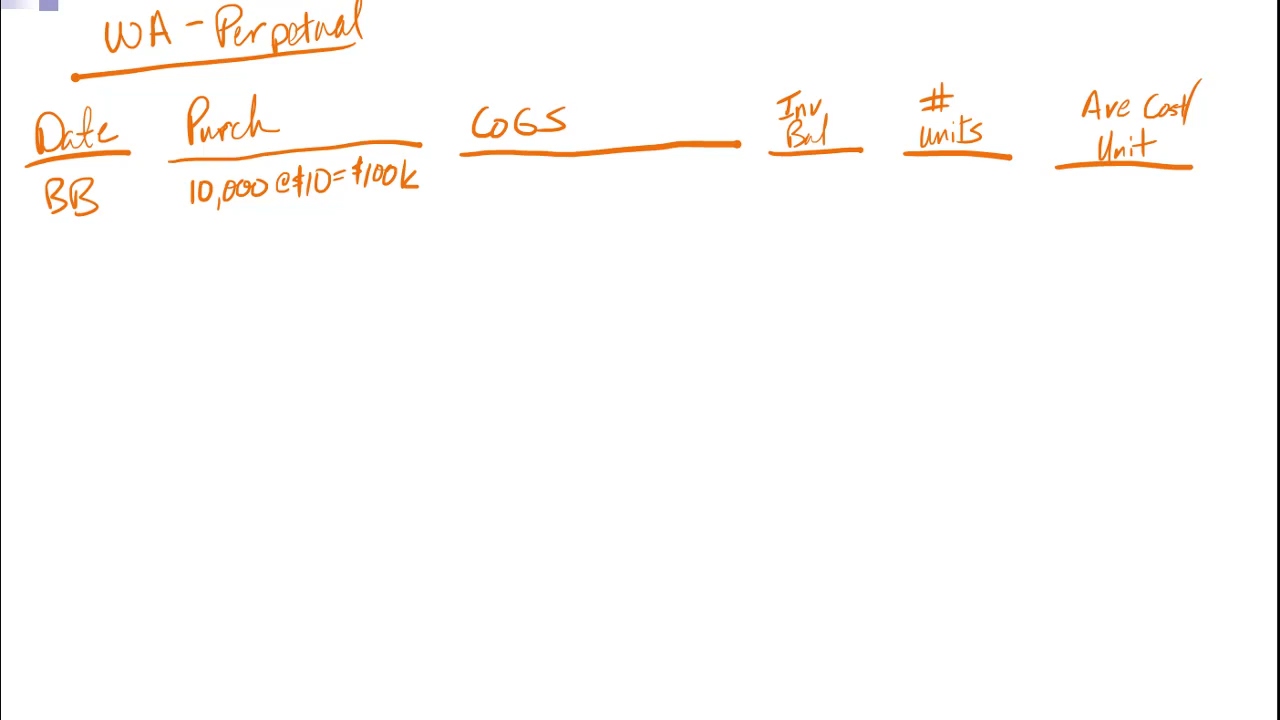 WA - Perpetual
Date Purch COGS Inv Bal # units Ave Cost/ Unit
BB 10,000 @ $10 = $100k